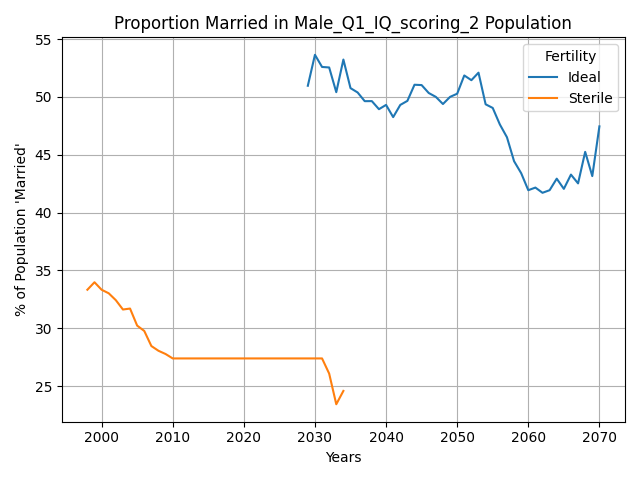 Proportion Married in Male_Q1_IQ_scoring_2 Population
% of Population 'Married'
55
50
45
40
35
30
25
Fertility
Ideal
Sterile
2000 2010 2020 2030 2040 2050 2060 2070
Years